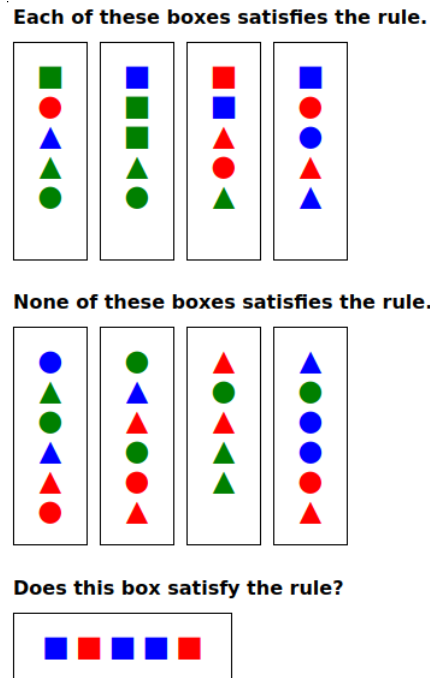 Each of these boxes satisfies the rule.
None of these boxes satisfies the rule.
Does this box satisfy the rule?